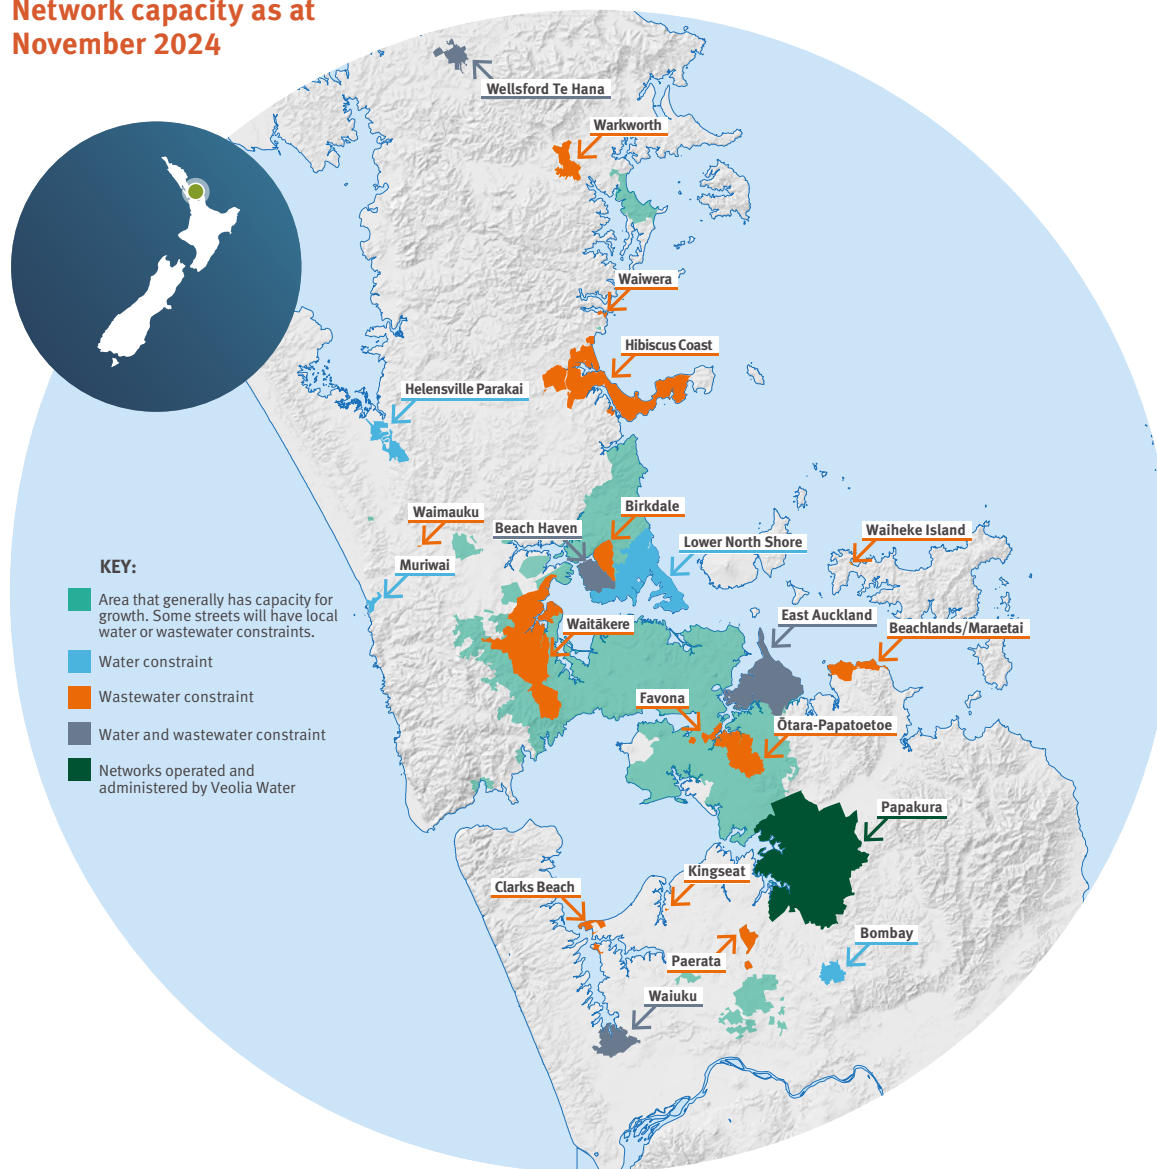 Network capacity as at
November 2024
Wellsford Te Hana
Warkworth
Waiwera
Hibiscus Coast
Helensville Parakai
Waimauku
Beach Haven
Birkdale
Lower North Shore
Waiheke Island
Muriwai
Waitākere
East Auckland
Beachlands/Maraetai
Favona
Ōtara-Papatoetoe
Papakura
Kingseat
Clarks Beach
Bombay
Paerata
Waiuku
KEY:
Area that generally has capacity for
growth. Some streets will have local
water or wastewater constraints.
Water constraint
Wastewater constraint
Water and wastewater constraint
Networks operated and
administered by Veolia Water